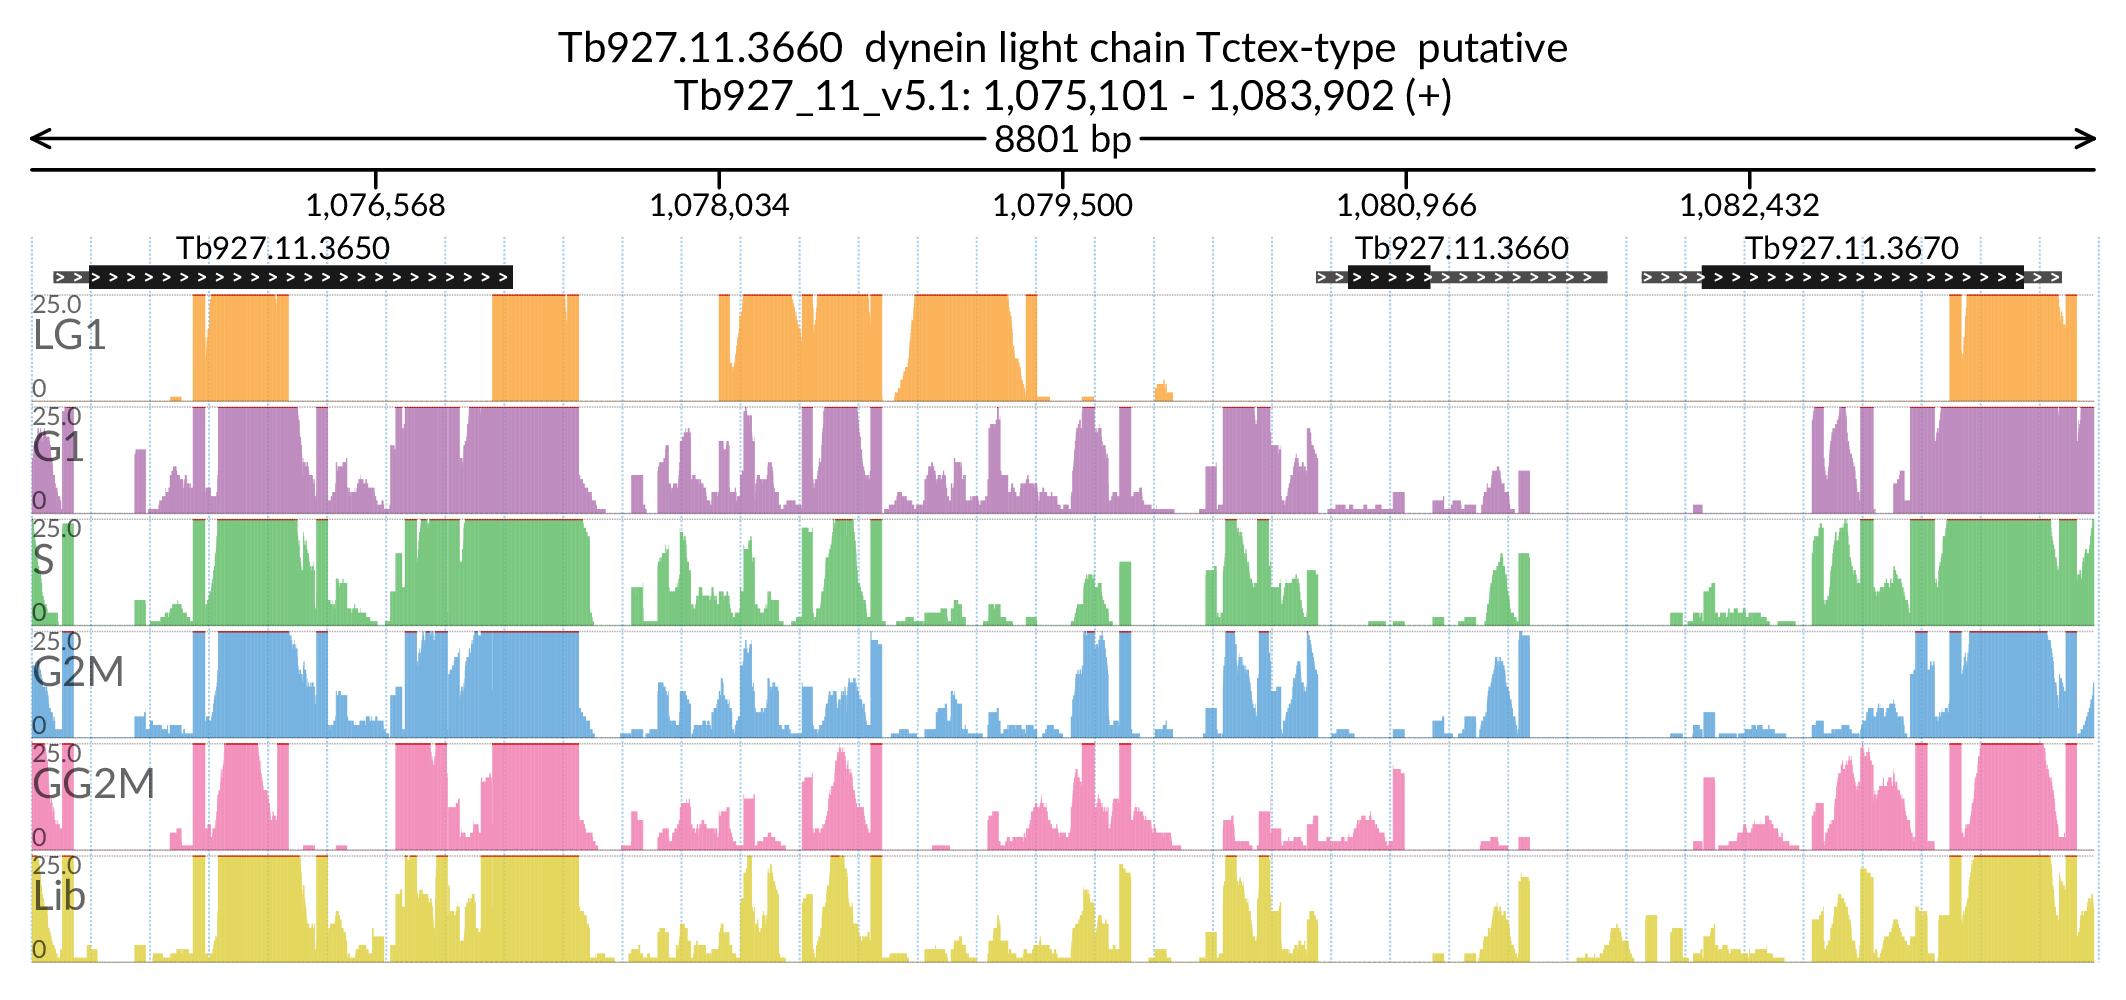 Tb927.11.3660  dynein light chain Tctex-type  putative
Tb927_11_v5.1: 1,075,101 - 1,083,902 (+)
8801 bp
1,076,568 1,078,034 1,079,500 1,080,966 1,082,432
Tb927.11.3650 Tb927.11.3660 Tb927.11.3670
25.0
LG1
0
25.0
G1
0
25.0
S
0
25.0
G2M
0
25.0
GG2M
0
25.0
Lib
0